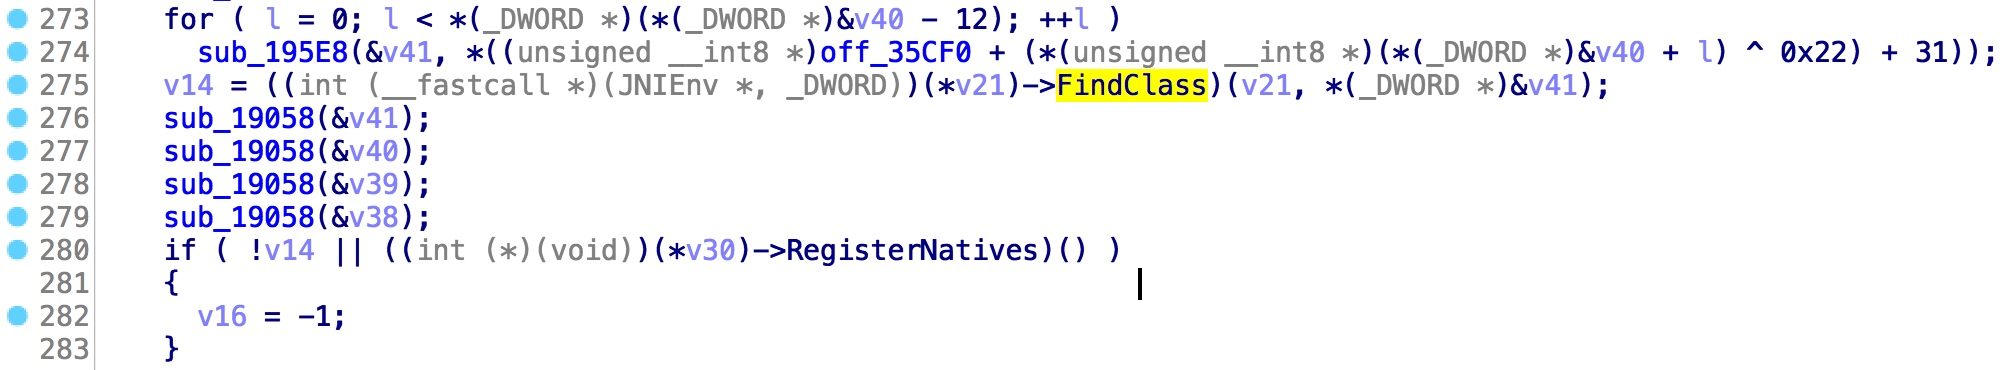 273 for ( l = 0; l < *(_DWORD *)(*(_DWORD *)&v40 - 12); ++l )
274 sub_195E8(&v41, *((unsigned __int8 *)off_35CF0 + (*(unsigned __int8 *)(*(_DWORD *)&v40 + l) ^ 0x22) + 31));
275 v14 = ((int (__fastcall *)(JNIEnv *, _DWORD))(*v21)->FindClass)(v21, *(_DWORD *)&v41);
276 sub_19058(&v41);
277 sub_19058(&v40);
278 sub_19058(&v39);
279 sub_19058(&v38);
280 if ( !v14 || ((int (*)(void))(*v30)->RegisterNatives)() )
281 {
282 v16 = -1;
283 }